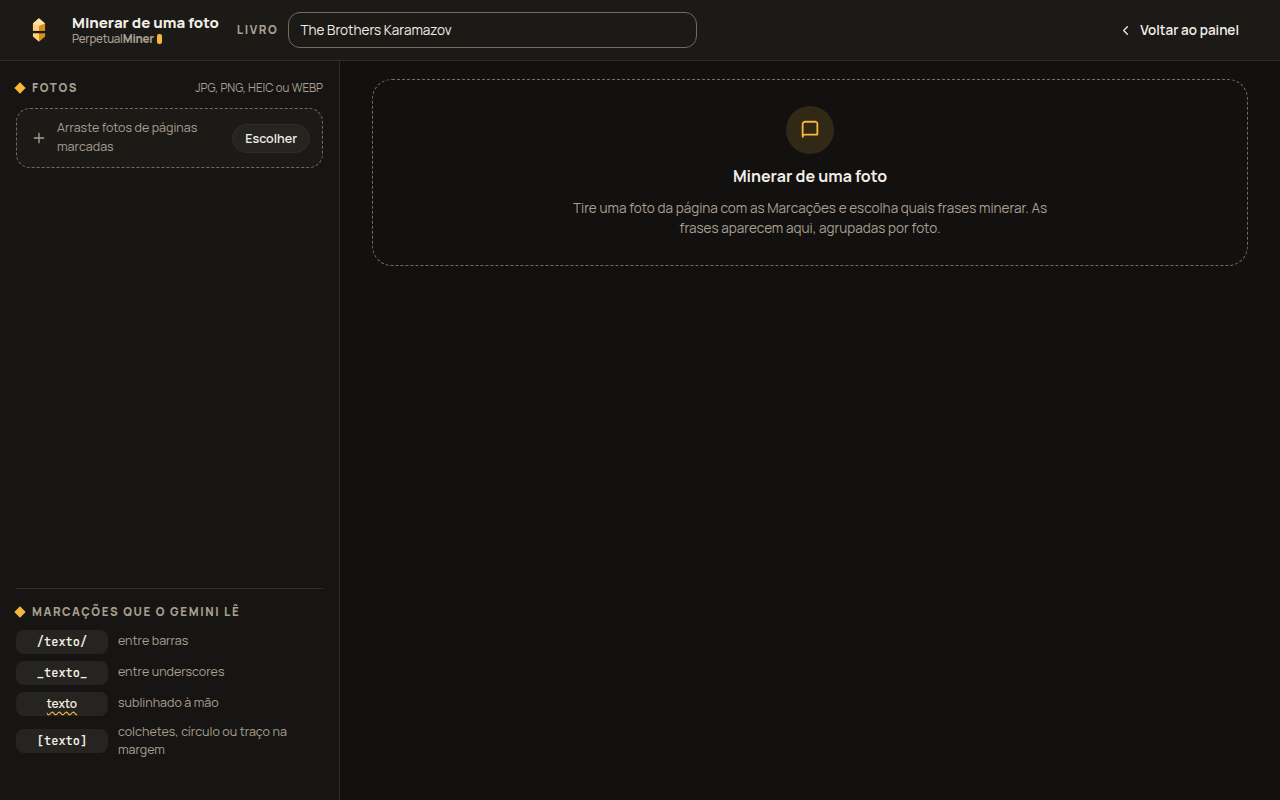 Minerar de uma foto
PerpetualMiner
LIVRO
The Brothers Karamazov
Voltar ao painel
FOTOS
JPG, PNG, HEIC ou WEBP
Arraste fotos de páginas
marcadas
Escolher
Minerar de uma foto
Tire uma foto da página com as Marcações e escolha quais frases minerar. As
frases aparecem aqui, agrupadas por foto.
MARCAÇÕES QUE O GEMINI LÊ
/texto/ entre barras
_texto_ entre underscores
texto sublinhado à mão
[texto] colchetes, círculo ou traço na
margem